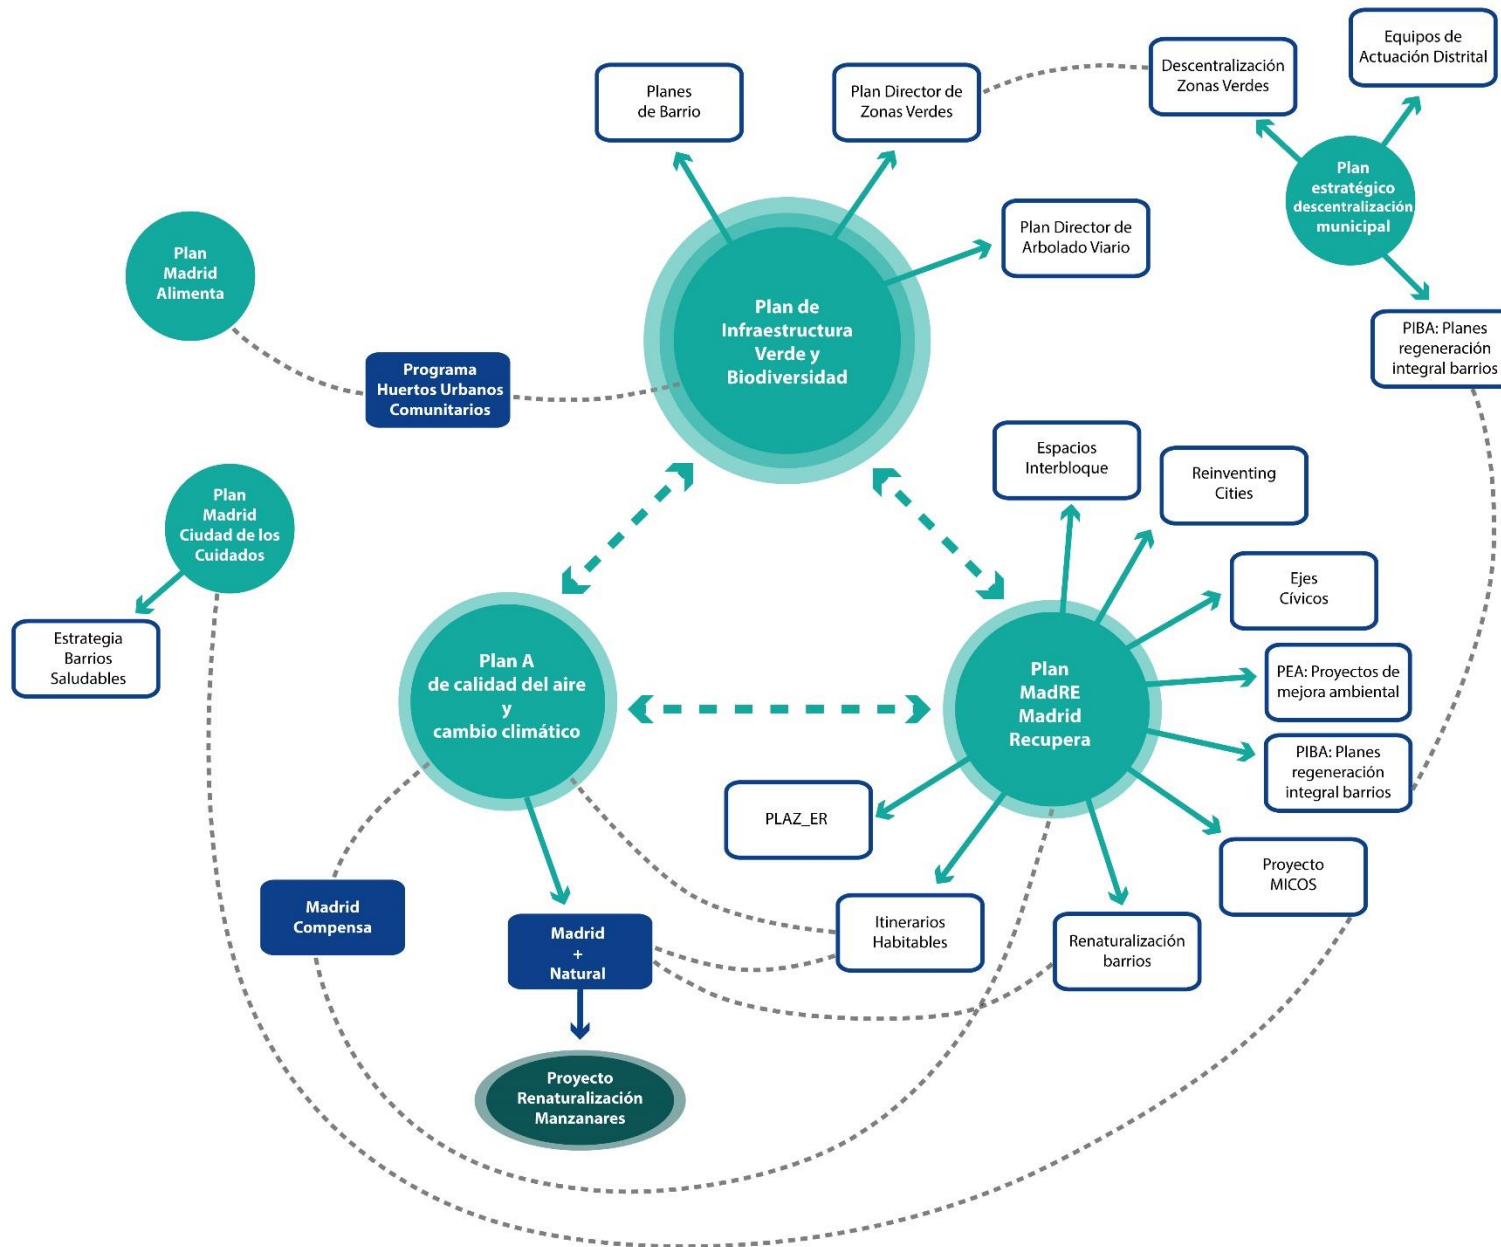 Equipos de
Actuación Distrital
Descentralización
Zonas Verdes
Planes
de Barrio
Plan Director de
Zonas Verdes
Plan
estratégico
descentralización
municipal
Plan Director de
Arbolado Viario
Plan
Madrid
Alimenta
Plan de
Infraestructura
Verde y
Biodiversidad
PIBA: Planes
regeneración
integral barrios
Programa
Huertos Urbanos
Comunitarios
Espacios
Interbloque
Reinventing
Cities
Plan
Madrid
Ciudad de los
Cuidados
Ejes
Cívicos
Estrategia
Barrios
Saludables
Plan A
de calidad del aire
y
cambio climático
Plan
MadRE
Madrid
Recupera
PEA: Proyectos de
mejora ambiental
PIBA: Planes
regeneración
integral barrios
PLAZ_ER
Proyecto
MICOS
Madrid
Compensa
Madrid
+
Natural
Itinerarios
Habitables
Renaturalización
barrios
Proyecto
Renaturalización
Manzanares